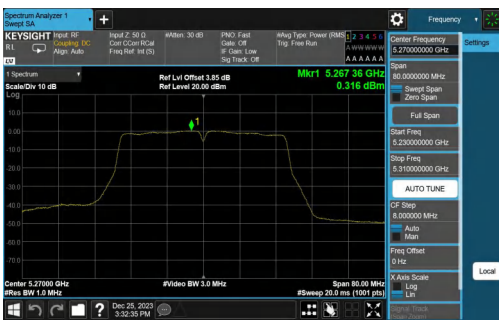 Spectrum Analyzer 1
Swept SA
Frequency
KEYSIGHT
Input: RF
Coupling: DC
Align: Auto
Input Z: 50 Ω
Corr CCorr RCal
Freq Ref: Int (S)
#Atten: 30 dB
PNO: Fast
Gate: Off
IF Gain: Low
Sig Track: Off
#Avg Type: Power (RMS)
Trig: Free Run
1 2 3 4 5 6
A W W W W W
A A A A A A
RL
1 Spectrum
Scale/Div 10 dB
Log
Ref Lvl Offset 3.85 dB
Ref Level 20.00 dBm
Mkr1 5.267 36 GHz
0.316 dBm
1
10.0
0.00
-10.0
-20.0
-30.0
-40.0
-50.0
-60.0
-70.0
Center 5.27000 GHz
#Res BW 1.0 MHz
#Video BW 3.0 MHz
Span 80.00 MHz
#Sweep 20.0 ms (1001 pts)
Center Frequency
5.270000000 GHz
Span
80.0000000 MHz
Swept Span
Zero Span
Full Span
Start Freq
5.230000000 GHz
Stop Freq
5.310000000 GHz
AUTO TUNE
CF Step
8.000000 MHz
Auto
Man
Freq Offset
0 Hz
X Axis Scale
Log
Lin
Signal Track
Settings
Local
Dec 25, 2023
3:32:35 PM